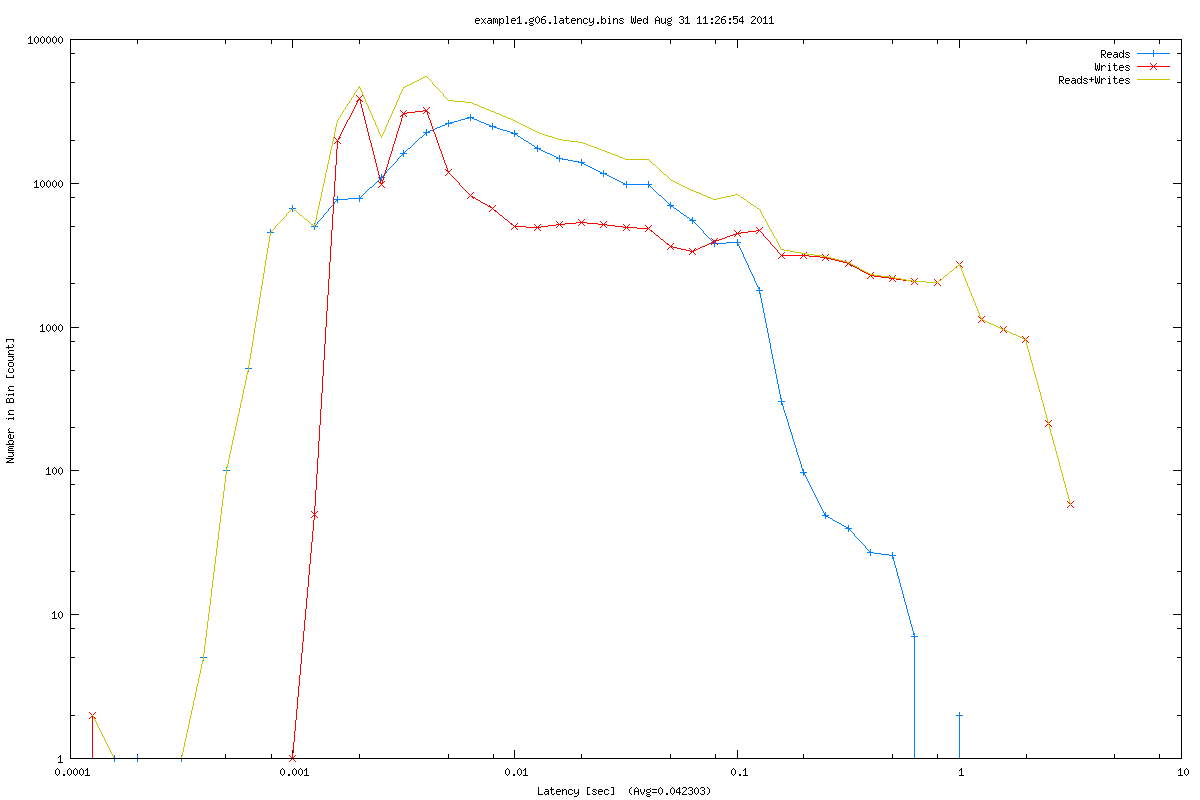 example1.g06.latency.bins Wed Aug 31 11:26:54 2011
Reads
Writes
Reads+Writes
100000
10000
1000
100
10
1
Number in Bin [count]
0.0001
0.001
0.01
0.1
1
10
Latency [sec] (Avg=0.042303)